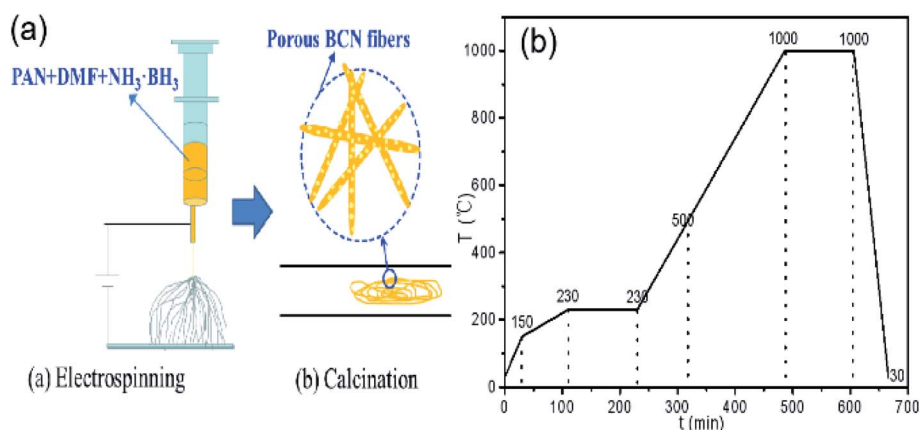 (a)
PAN+DMF+NH₃·BH₃
Porous BCN fibers
(a) Electrospinning
(b) Calcination
(b)
T (℃)
1000
800
600
400
200
0
150
230
230
500
1000
1000
30
0 100 200 300 400 500 600 700
t (min)